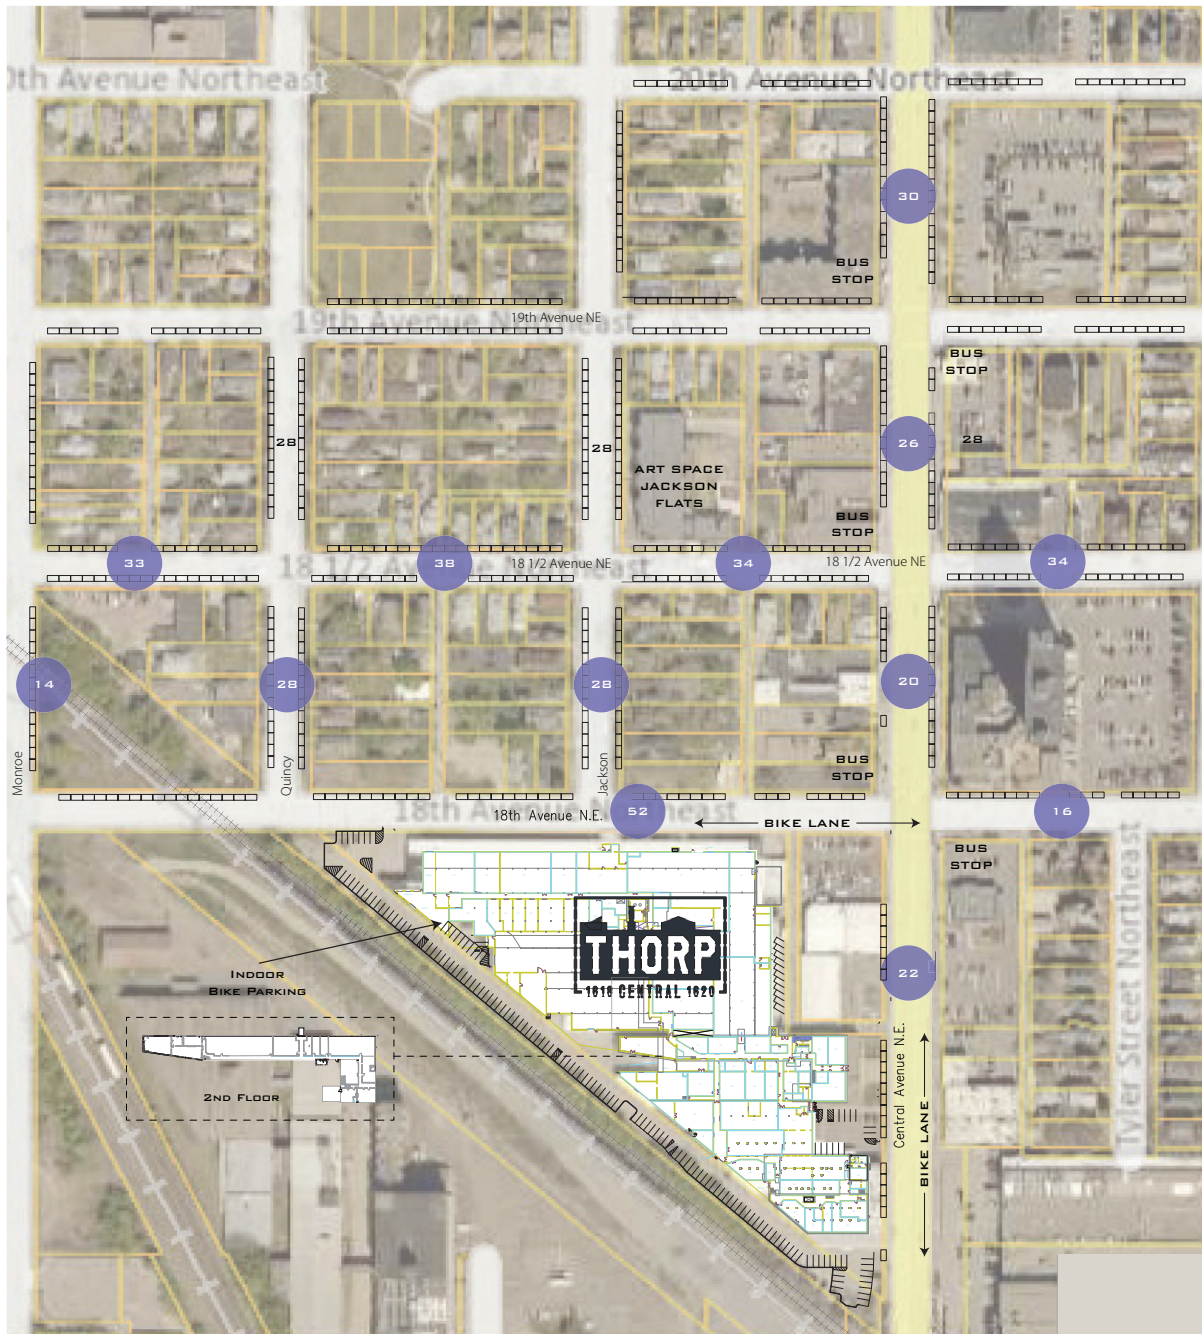 0th Avenue Northeast
20th Avenue Northeast
30
BUS
STOP
19th Avenue Northeast
19th Avenue NE
BUS
STOP
28
28
26
28
ART SPACE
JACKSON
FLATS
BUS
STOP
33
18 1/2 Avenue Northeast
38
18 1/2 Avenue NE
34
18 1/2 Avenue NE
34
14
28
28
20
Monroe
Quincy
Jackson
BUS
STOP
18th Avenue Northeast
18th Avenue N.E.
52
BIKE LANE
16
BUS
STOP
THORP
1618 CENTRAL 1620
INDOOR
BIKE PARKING
22
2ND FLOOR
Central Avenue N.E.
BIKE LANE
Tyler Street Northeast